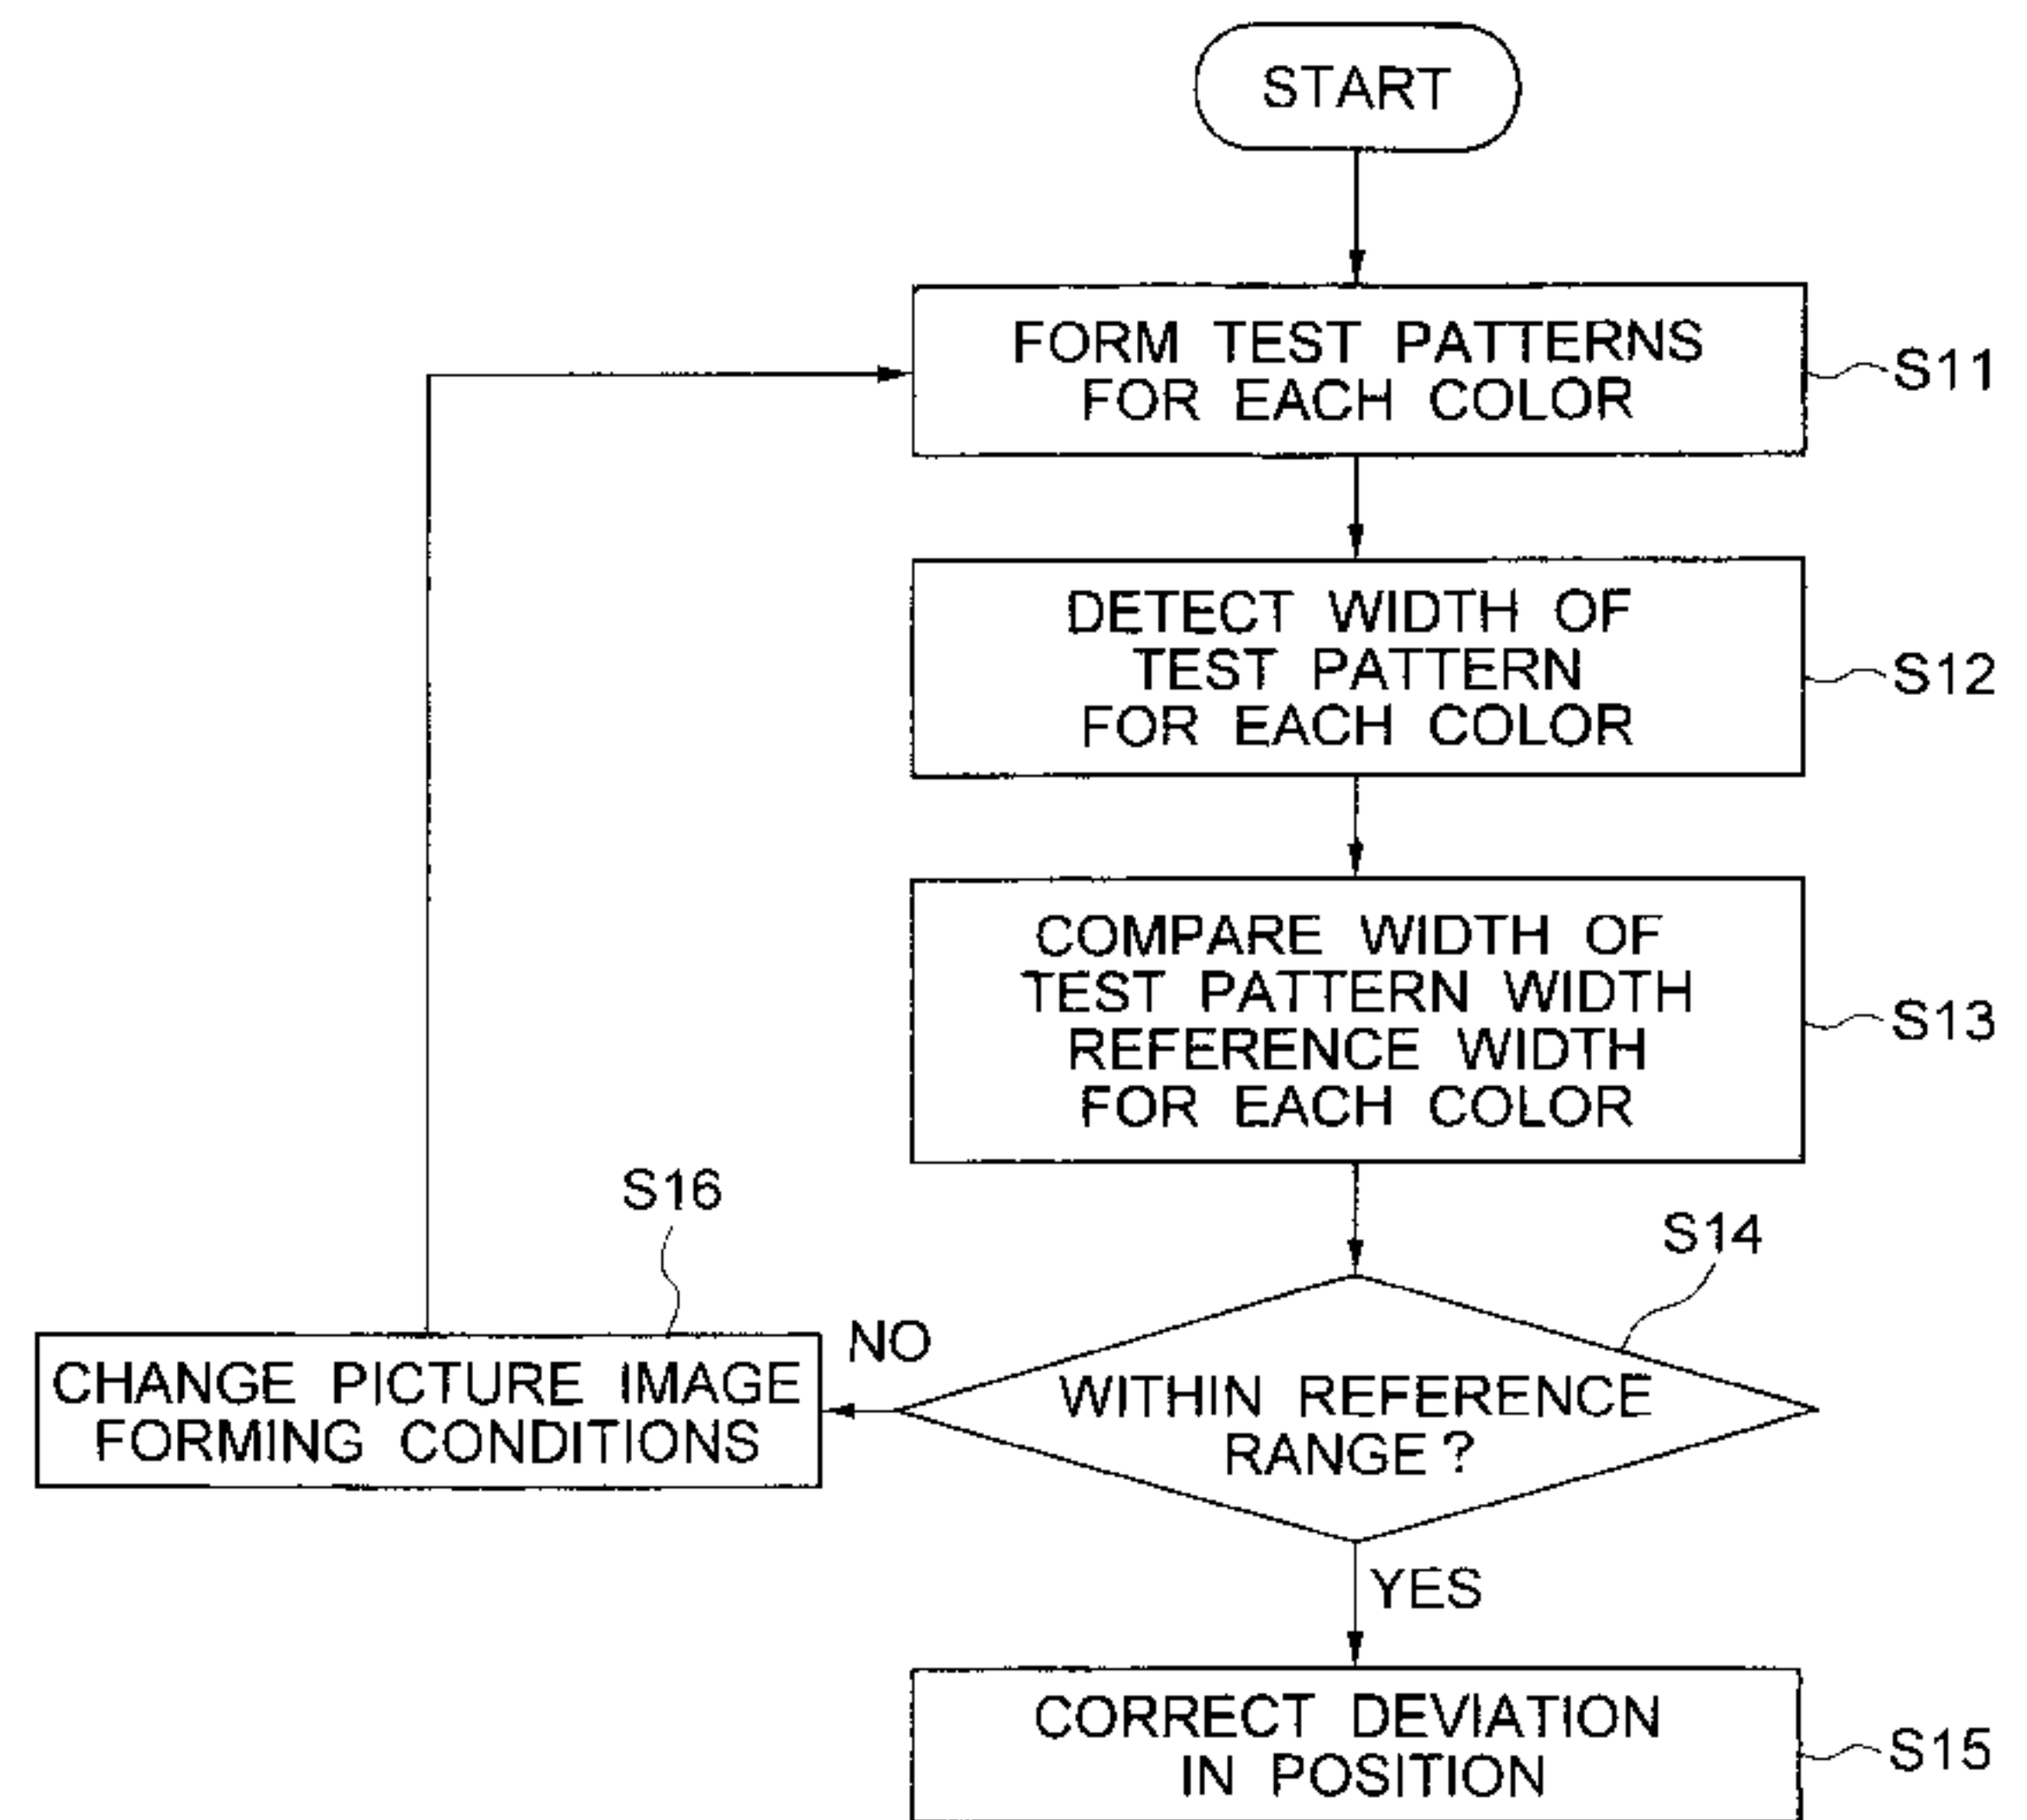 START
FORM TEST PATTERNS
FOR EACH COLOR
S11
DETECT WIDTH OF
TEST PATTERN
FOR EACH COLOR
S12
COMPARE WIDTH OF
TEST PATTERN WIDTH
REFERENCE WIDTH
FOR EACH COLOR
S13
S16
S14
CHANGE PICTURE IMAGE
FORMING CONDITIONS
NO
WITHIN REFERENCE
RANGE?
YES
CORRECT DEVIATION
IN POSITION
S15